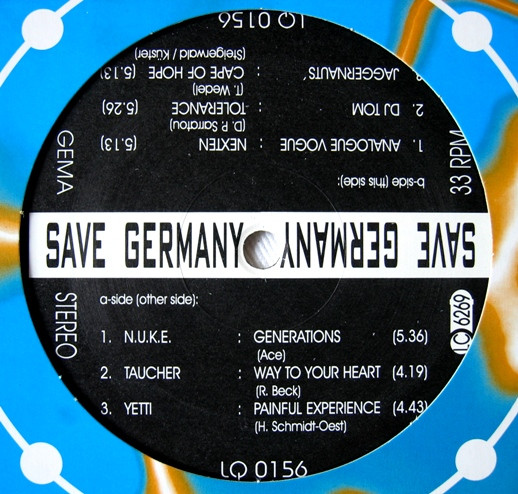 LQ 0156
b-side (this side):
1. ANALOGUE VOGUE : NEXTEN (5.13)
(D. P. Sarratou)
2. DJ TOM : TOLERANCE (5.26)
(T. Wedel)
3. JAGGERNAUTS : CAPE OF HOPE (5.13)
(Steigerwald / Küster)
GEMA
33 RPM
SAVE GERMANY SAVE GERMANY
STEREO
LC 6269
a-side (other side):
1. N.U.K.E. : GENERATIONS (5.36)
(Ace)
2. TAUCHER : WAY TO YOUR HEART (4.19)
(R. Beck)
3. YETTI : PAINFUL EXPERIENCE (4.43)
(H. Schmidt-Oest)
LQ 0156